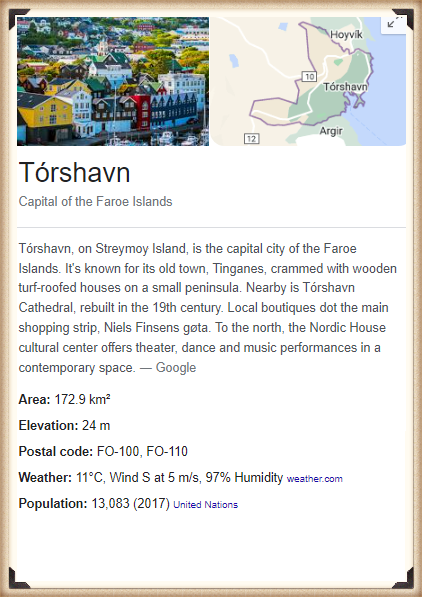 Hoyvík
10
Tórshavn
12
Argir
Tórshavn
Capital of the Faroe Islands
Tórshavn, on Streymoy Island, is the capital city of the Faroe
Islands. It's known for its old town, Tinganes, crammed with wooden
turf-roofed houses on a small peninsula. Nearby is Tórshavn
Cathedral, rebuilt in the 19th century. Local boutiques dot the main
shopping strip, Niels Finsens gøta. To the north, the Nordic House
cultural center offers theater, dance and music performances in a
contemporary space. — Google
Area: 172.9 km²
Elevation: 24 m
Postal code: FO-100, FO-110
Weather: 11°C, Wind S at 5 m/s, 97% Humidity weather.com
Population: 13,083 (2017) United Nations